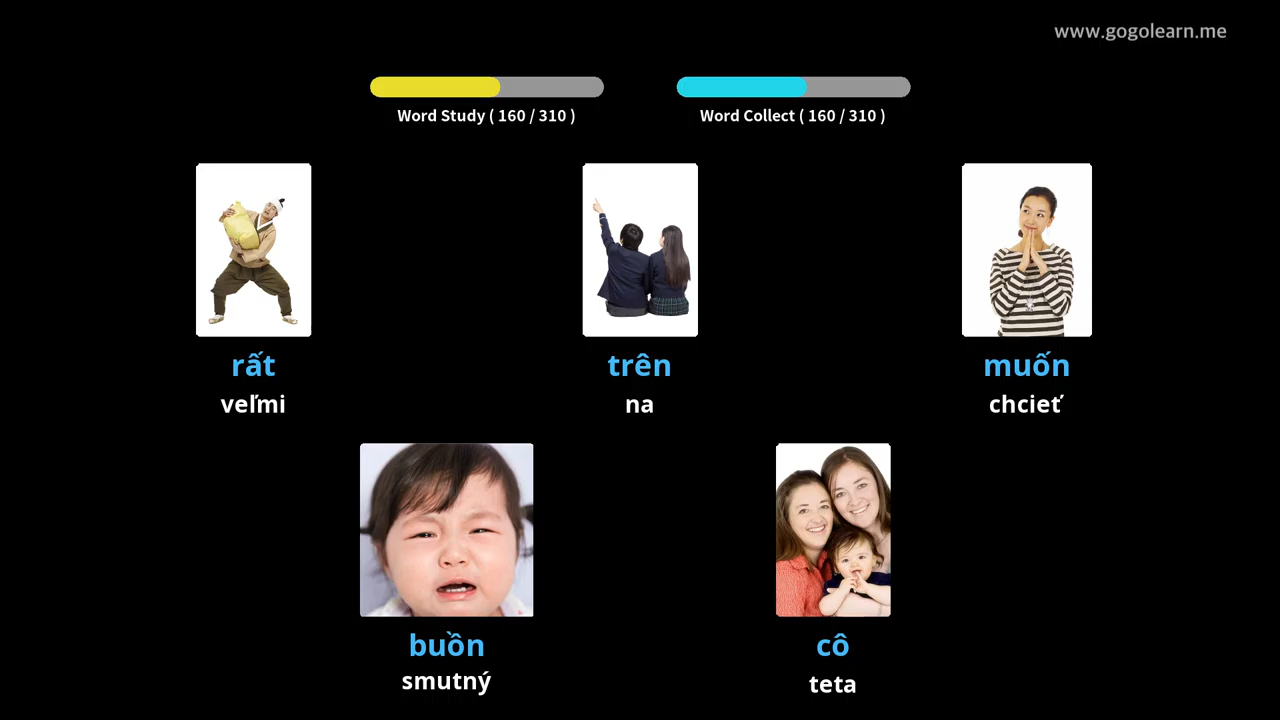 www.gogolearn.me
Word Study ( 160 / 310 )
Word Collect ( 160 / 310 )
rất
veľmi
trên
na
muốn
chcieť
buồn
smutný
cô
teta